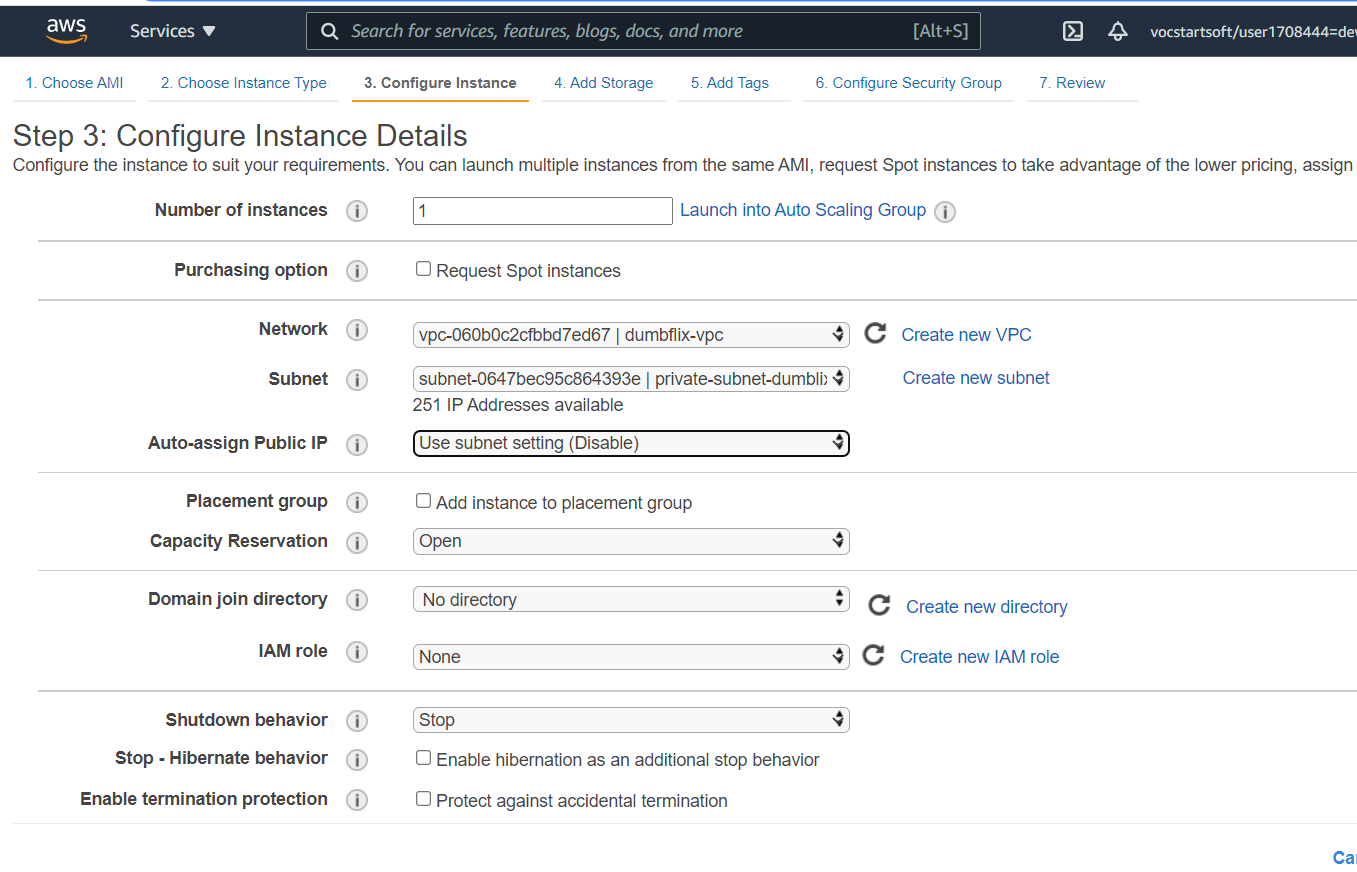 aws Services Search for services, features, blogs, docs, and more [Alt+S] vocstartsoft/user1708444=dev
1. Choose AMI 2. Choose Instance Type 3. Configure Instance 4. Add Storage 5. Add Tags 6. Configure Security Group 7. Review
Step 3: Configure Instance Details
Configure the instance to suit your requirements. You can launch multiple instances from the same AMI, request Spot instances to take advantage of the lower pricing, assign
Number of instances i 1 Launch into Auto Scaling Group i
Purchasing option i Request Spot instances
Network i vpc-060b0c2cfbbd7ed67 | dumbflix-vpc Create new VPC
Subnet i subnet-0647bec95c864393e | private-subnet-dumblix Create new subnet
251 IP Addresses available
Auto-assign Public IP i Use subnet setting (Disable)
Placement group i Add instance to placement group
Capacity Reservation i Open
Domain join directory i No directory Create new directory
IAM role i None Create new IAM role
Shutdown behavior i Stop
Stop - Hibernate behavior i Enable hibernation as an additional stop behavior
Enable termination protection i Protect against accidental termination